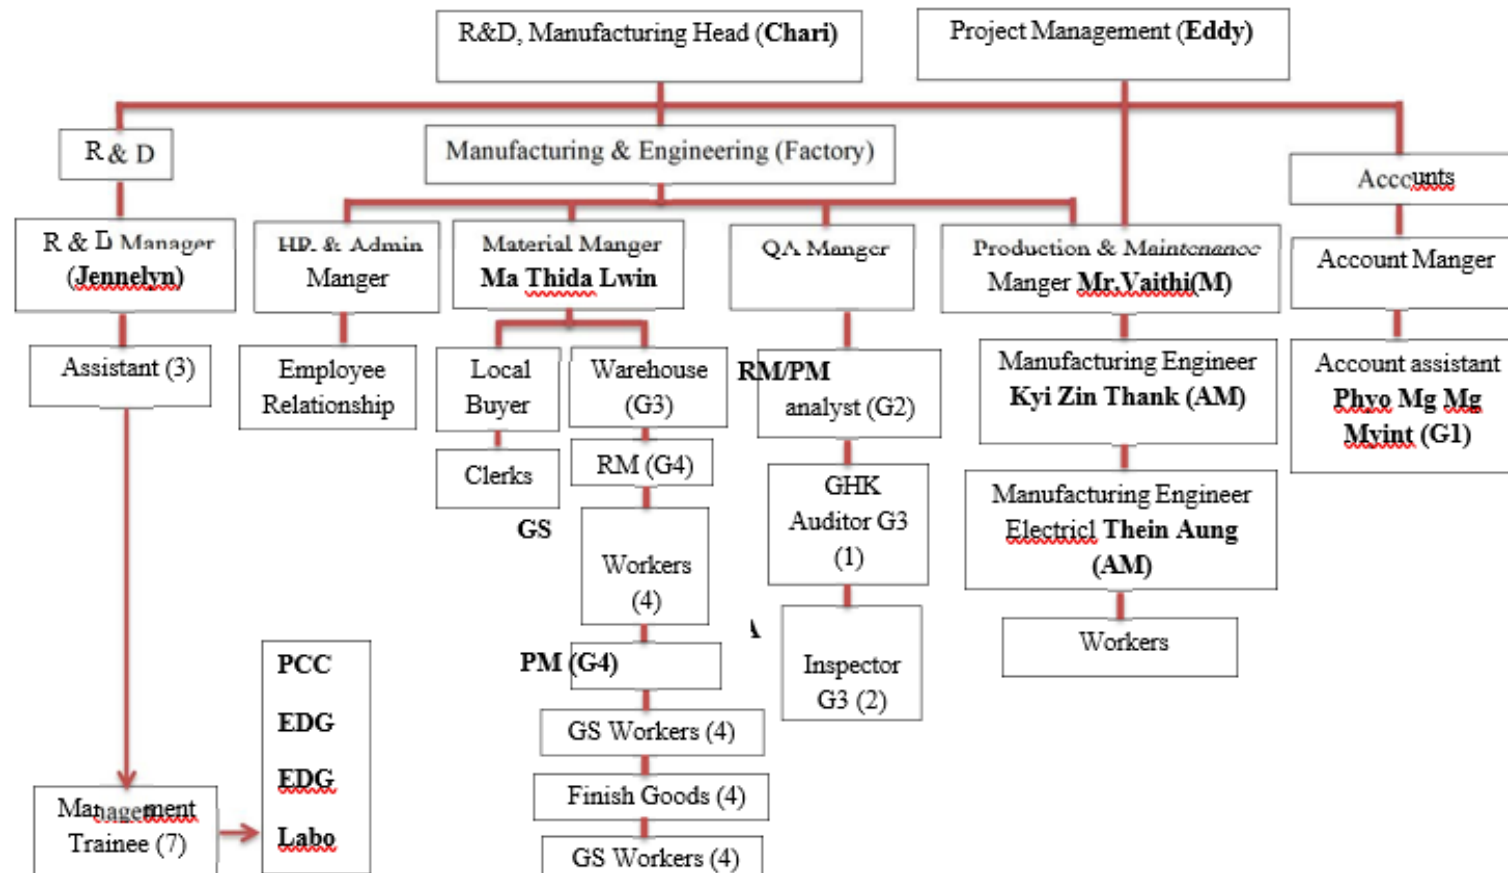 R&D, Manufacturing Head (Chari)
Project Management (Eddy)
R & D
Manufacturing & Engineering (Factory)
Accounts
R & D Manager
(Jennelyn)
HR & Admin
Manger
Material Manger
Ma Thida Lwin
QA Manger
Production & Maintenance
Manger Mr.Vaithi(M)
Account Manger
Assistant (3)
Employee
Relationship
Local
Buyer
Warehouse
(G3)
RM/PM
analyst (G2)
Manufacturing Engineer
Kyi Zin Thank (AM)
Account assistant
Phyo Mg Mg
Myint (G1)
Clerks
RM (G4)
GS
Workers
(4)
GHK
Auditor G3
(1)
Manufacturing Engineer
Electricl Thein Aung
(AM)
PM (G4)
Inspector
G3 (2)
Workers
GS Workers (4)
Finish Goods (4)
GS Workers (4)
Management
Trainee (7)
PCC
EDG
EDG
Labo